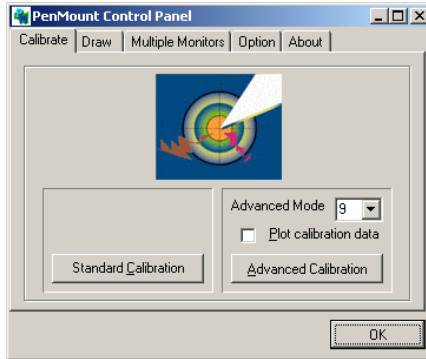 PenMount Control Panel
Calibrate Draw Multiple Monitors Option About
Advanced Mode 9
Plot calibration data
Standard Calibration Advanced Calibration
OK